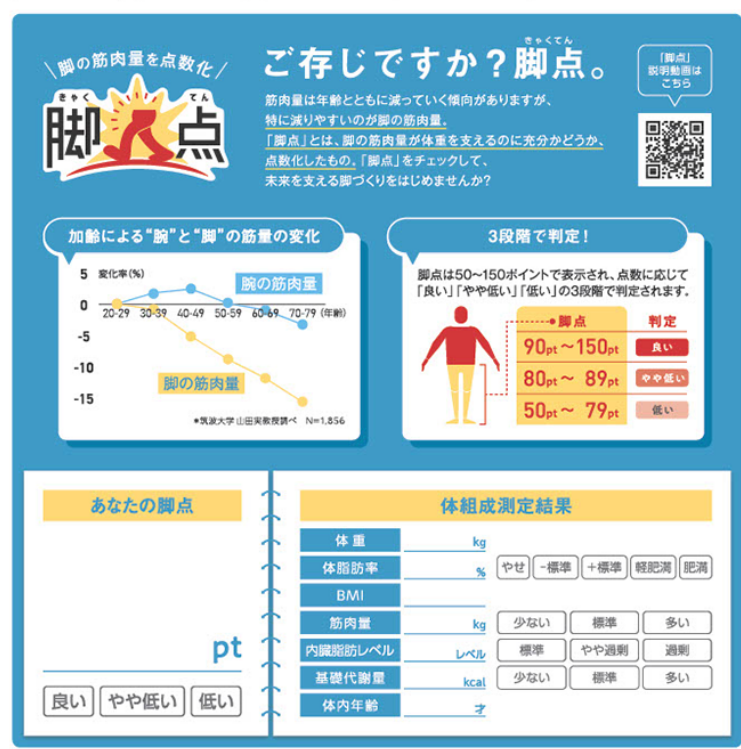 脚の筋肉量を点数化
きゃく てん
脚点
きゃくてん
ご存じですか?脚点。
筋肉量は年齢とともに減っていく傾向がありますが、
特に減りやすいのが脚の筋肉量。
「脚点」とは、脚の筋肉量が体重を支えるのに充分かどうか、
点数化したもの。「脚点」をチェックして、
未来を支える脚づくりをはじめませんか?
「脚点」
説明動画は
こちら
加齢による“腕”と“脚”の筋量の変化
変化率(%)
5
0
-5
-10
-15
20-29 30-39 40-49 50-59 60-69 70-79 (年齢)
腕の筋肉量
脚の筋肉量
*筑波大学 山田実教授調べ N=1,856
3段階で判定!
脚点は50〜150ポイントで表示され、点数に応じて
「良い」「やや低い」「低い」の3段階で判定されます。
脚点 判定
90pt〜150pt 良い
80pt〜 89pt やや低い
50pt〜 79pt 低い
あなたの脚点
pt
良い やや低い 低い
体組成測定結果
体重 kg
体脂肪率 % やせ -標準 +標準 軽肥満 肥満
BMI
筋肉量 kg 少ない 標準 多い
内臓脂肪レベル レベル 標準 やや過剰 過剰
基礎代謝量 kcal 少ない 標準 多い
体内年齢 才